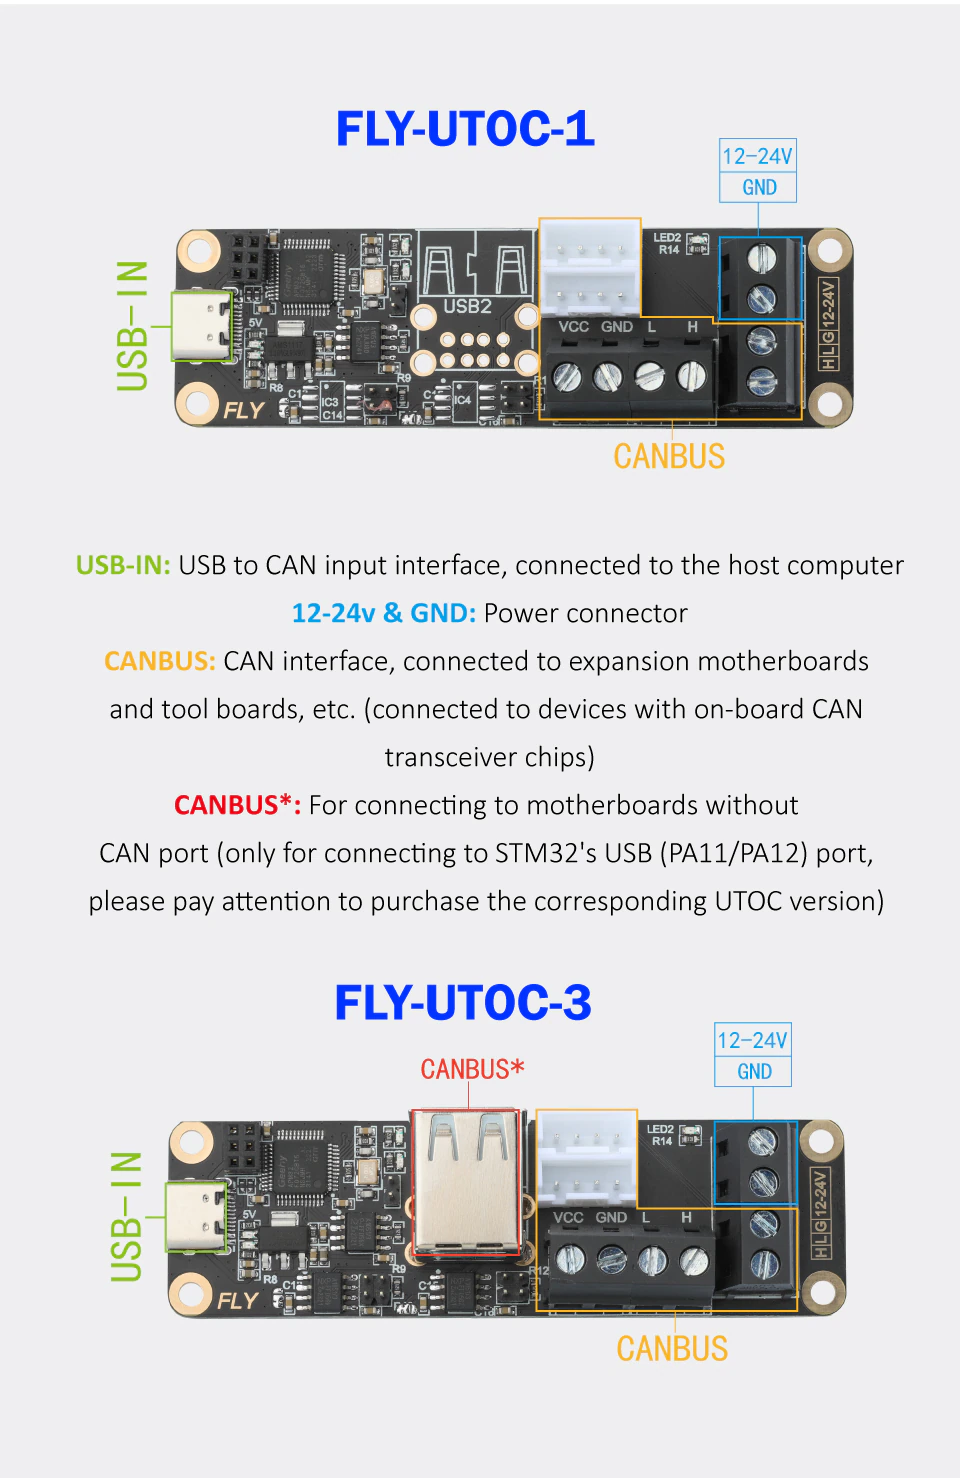 FLY-UTOC-1
12-24V
GND
USB-IN
USB2
LED2
R14
5V
R8
C1
IC3
C14
R9
IC4
R1
VCC GND L H
HLG 12-24V
FLY
CANBUS
USB-IN: USB to CAN input interface, connected to the host computer
12-24v & GND: Power connector
CANBUS: CAN interface, connected to expansion motherboards
and tool boards, etc. (connected to devices with on-board CAN
transceiver chips)
CANBUS*: For connecting to motherboards without
CAN port (only for connecting to STM32's USB (PA11/PA12) port,
please pay attention to purchase the corresponding UTOC version)
FLY-UTOC-3
12-24V
GND
CANBUS*
USB-IN
LED2
R14
5V
R8
C1
R9
R12
VCC GND L H
HLG 12-24V
FLY
CANBUS